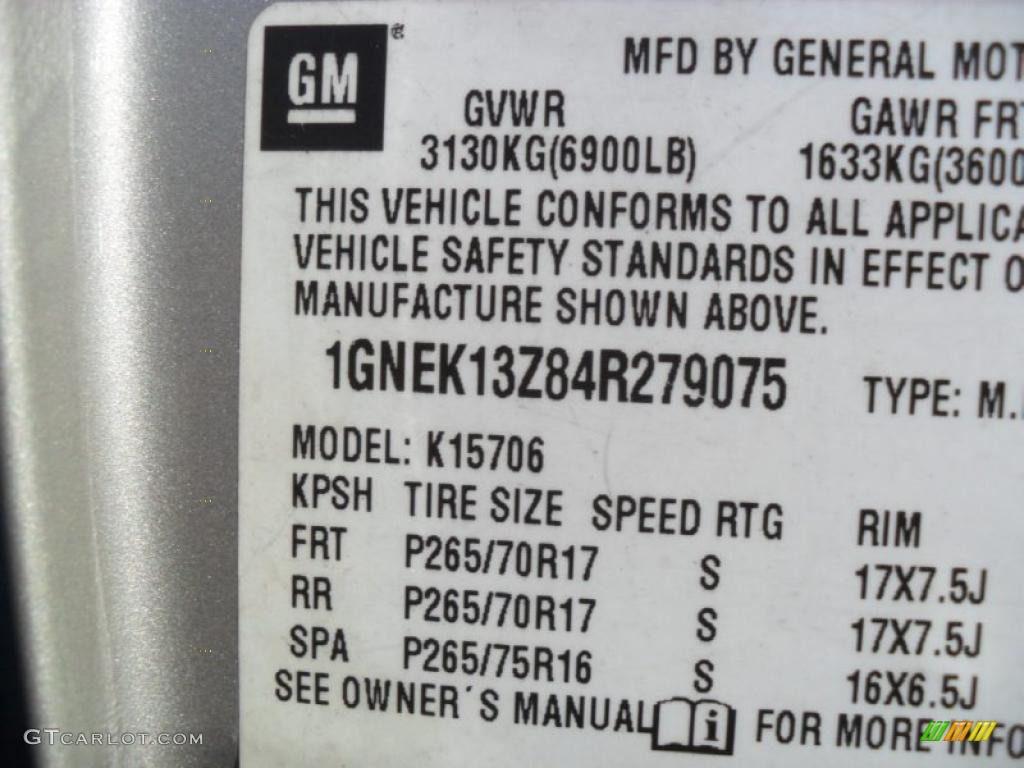 GM
MFD BY GENERAL MOT
GVWR GAWR FRT
3130KG(6900LB) 1633KG(3600
THIS VEHICLE CONFORMS TO ALL APPLICA
VEHICLE SAFETY STANDARDS IN EFFECT O
MANUFACTURE SHOWN ABOVE.
1GNEK13Z84R279075 TYPE: M.
MODEL: K15706
KPSH TIRE SIZE SPEED RTG RIM
FRT P265/70R17 S 17X7.5J
RR P265/70R17 S 17X7.5J
SPA P265/75R16 S 16X6.5J
SEE OWNER´S MANUAL i FOR MORE INFO
GTCARLOT.COM